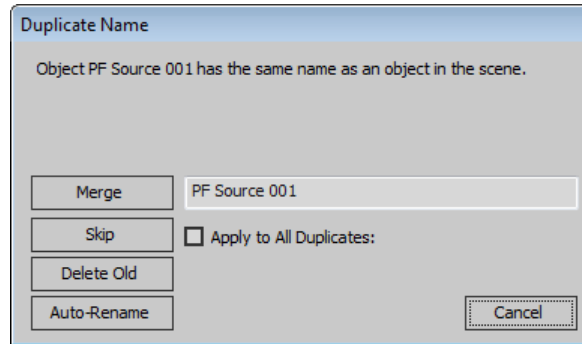 Duplicate Name
Object PF Source 001 has the same name as an object in the scene.
Merge
PF Source 001
Skip
Apply to All Duplicates:
Delete Old
Auto-Rename
Cancel